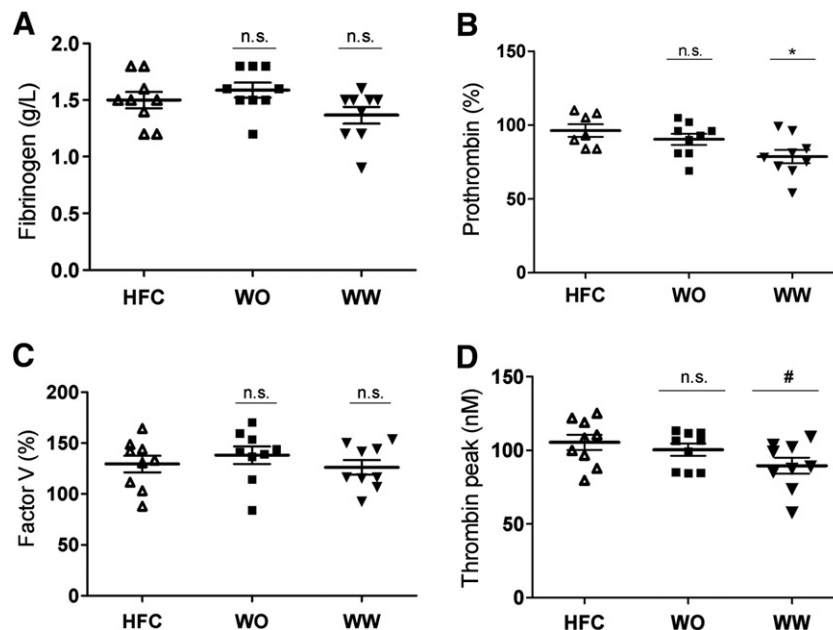 A
Fibrinogen (g/L)
2.0
1.5
1.0
0.5
0.0
n.s.
n.s.
HFC
WO
WW
B
Prothrombin (%)
150
100
50
0
n.s.
*
HFC
WO
WW
C
Factor V (%)
200
150
100
50
0
n.s.
n.s.
HFC
WO
WW
D
Thrombin peak (nM)
150
100
50
0
n.s.
#
HFC
WO
WW